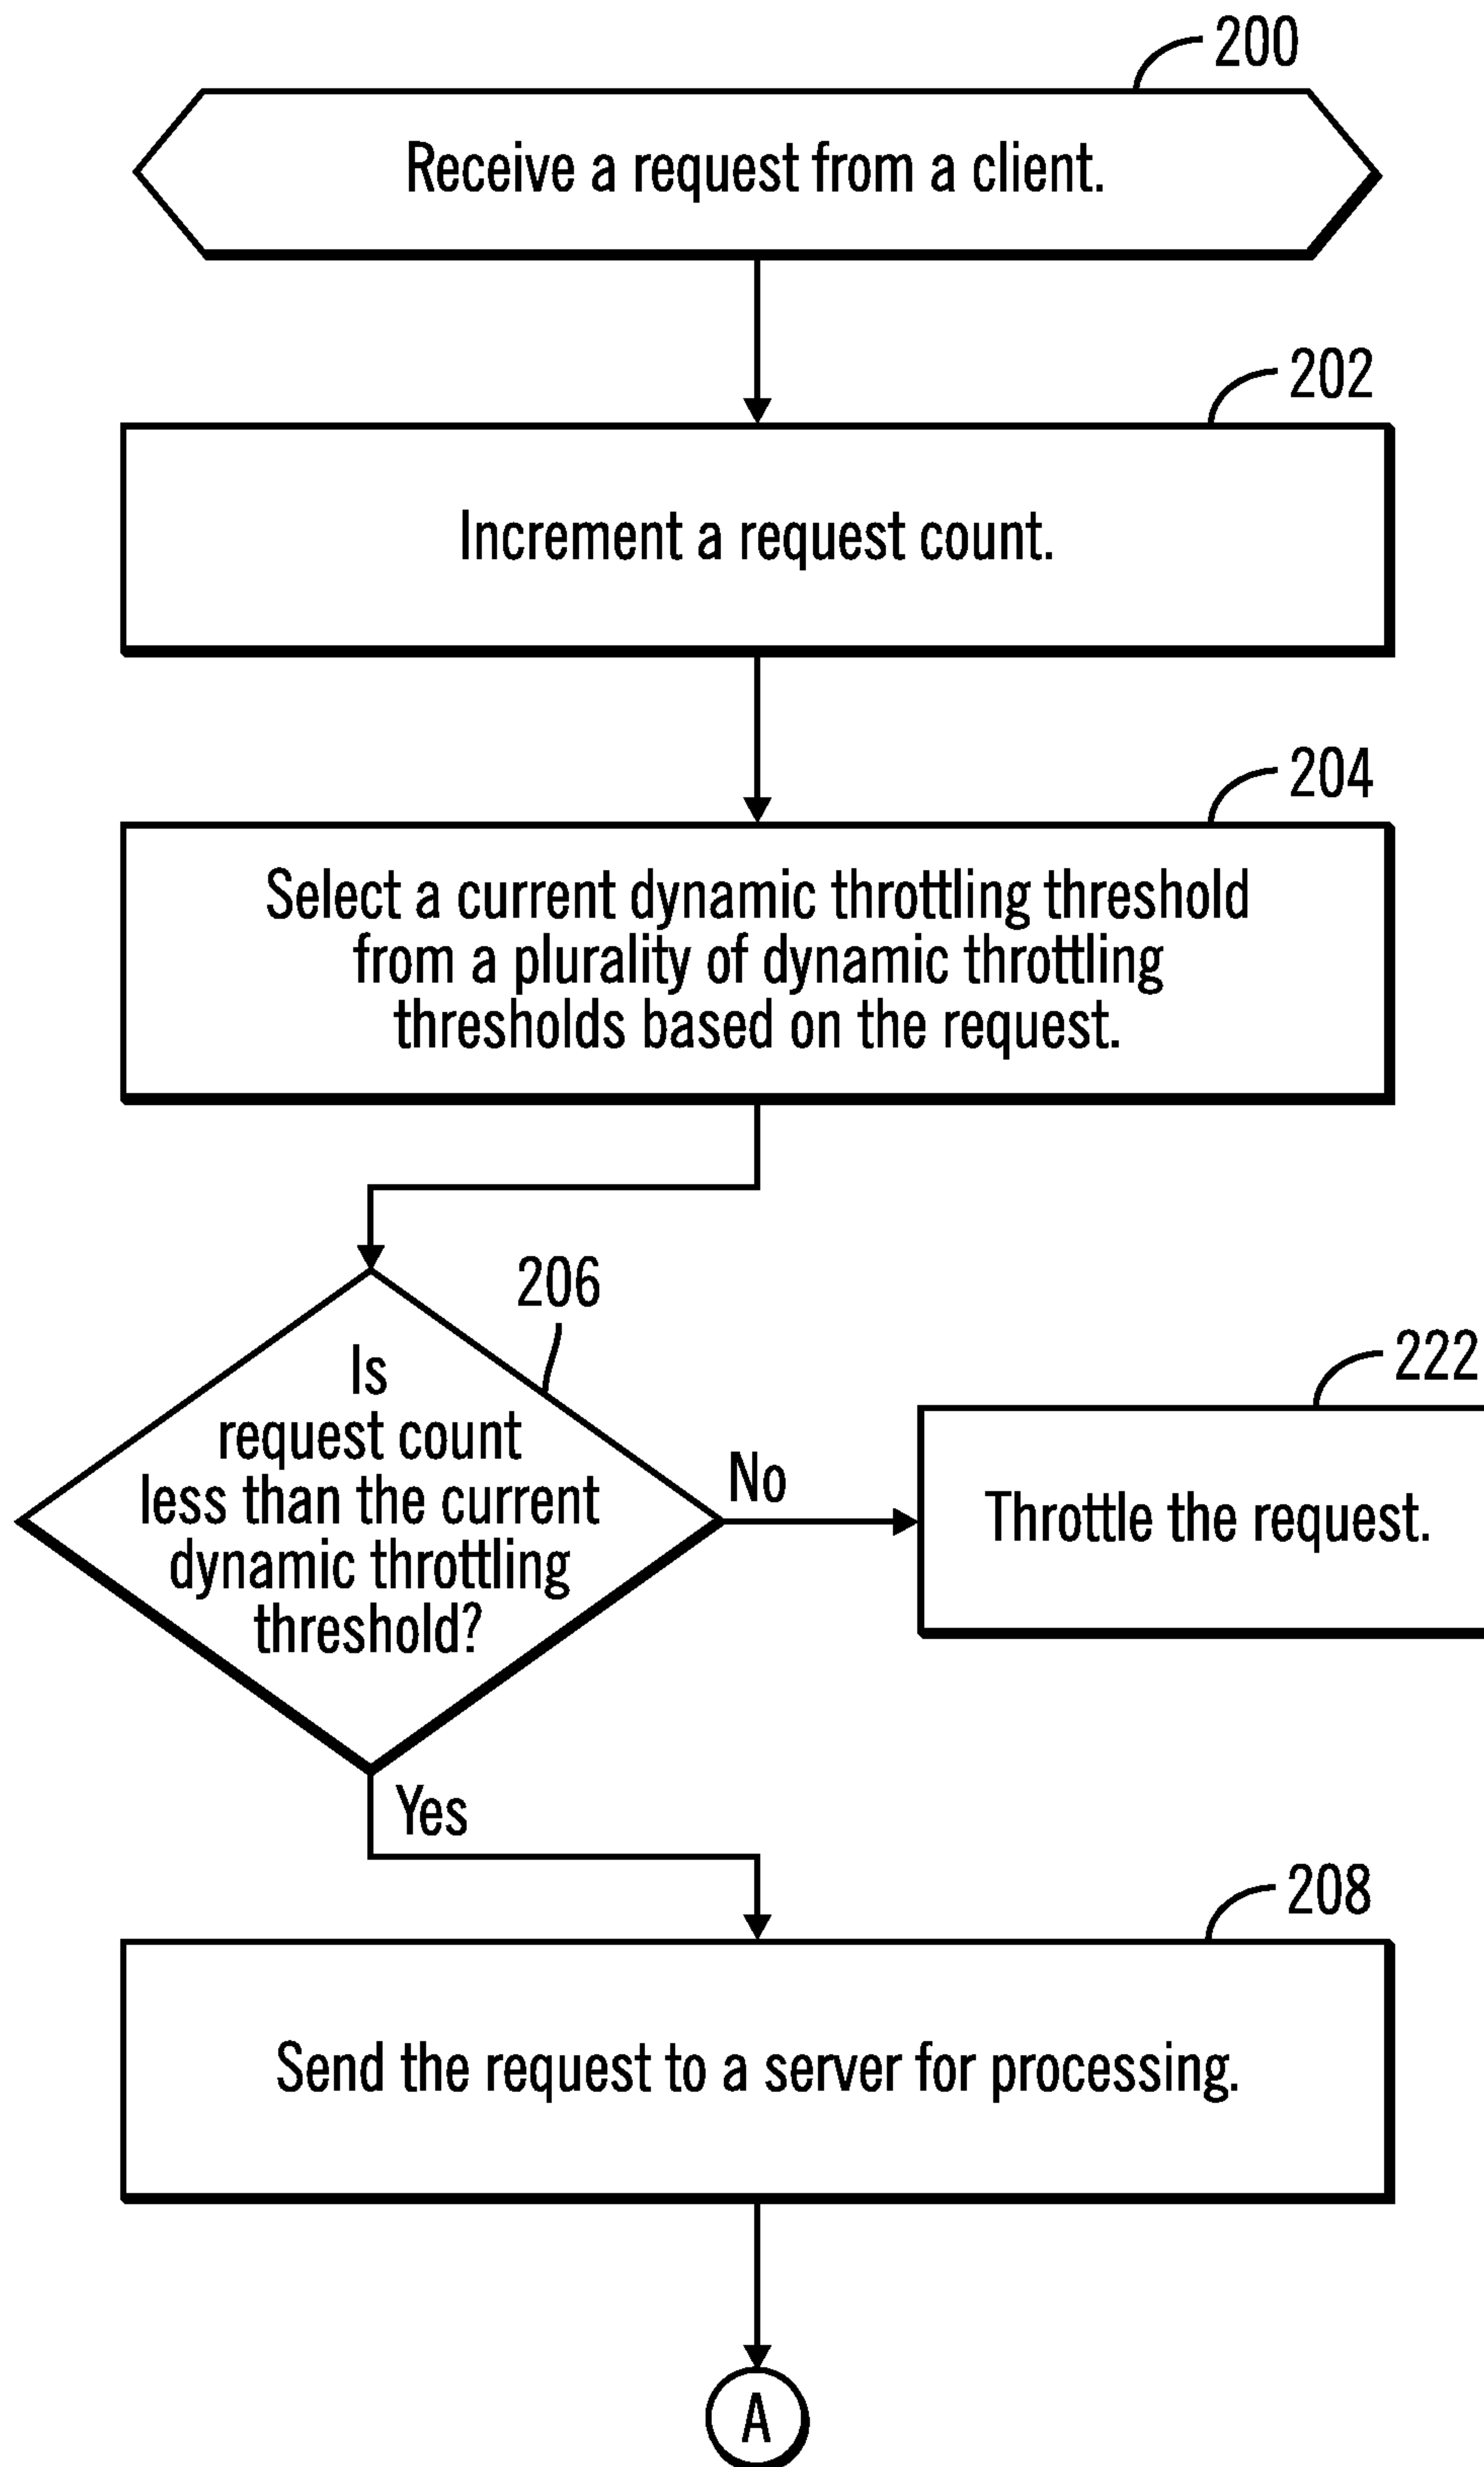 200
Receive a request from a client.
202
Increment a request count.
204
Select a current dynamic throttling threshold
from a plurality of dynamic throttling
thresholds based on the request.
206
Is
request count
less than the current
dynamic throttling
threshold?
No
222
Throttle the request.
Yes
208
Send the request to a server for processing.
A